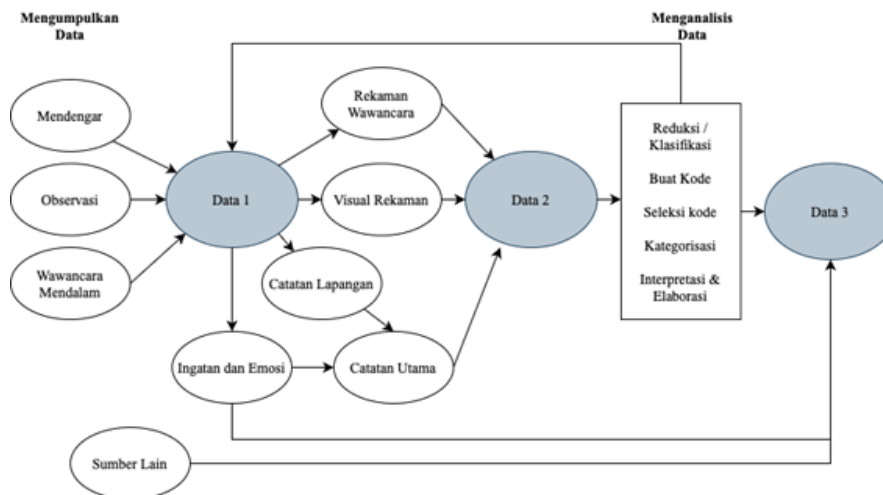 Mengumpulkan
Data
Menganalisis
Data
Mendengar
Rekaman
Wawancara
Reduksi /
Klasifikasi
Observasi
Data 1
Visual Rekaman
Data 2
Buat Kode
Seleksi kode
Data 3
Kategorisasi
Wawancara
Mendalam
Catatan Lapangan
Interpretasi &
Elaborasi
Ingatan dan Emosi
Catatan Utama
Sumber Lain